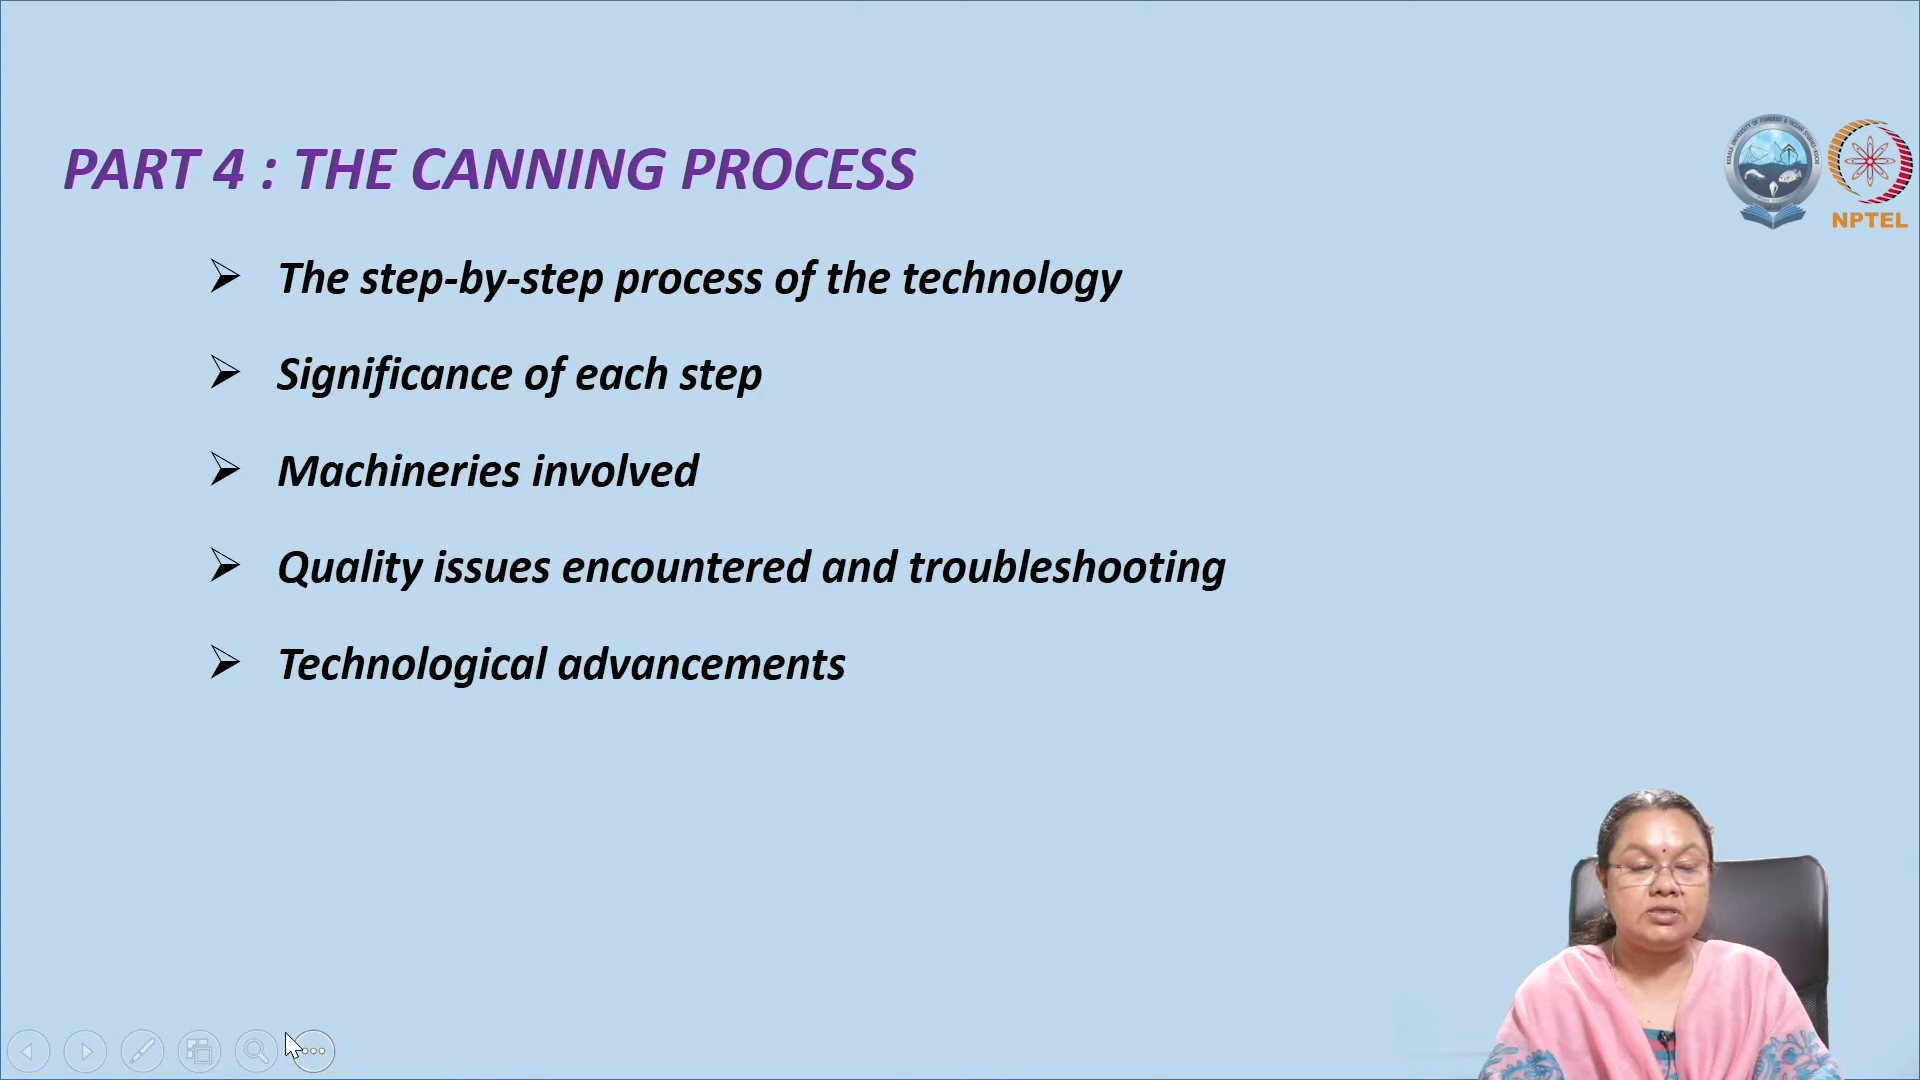 PART 4 : THE CANNING PROCESS
The step-by-step process of the technology
Significance of each step
Machineries involved
Quality issues encountered and troubleshooting
Technological advancements
NPTEL